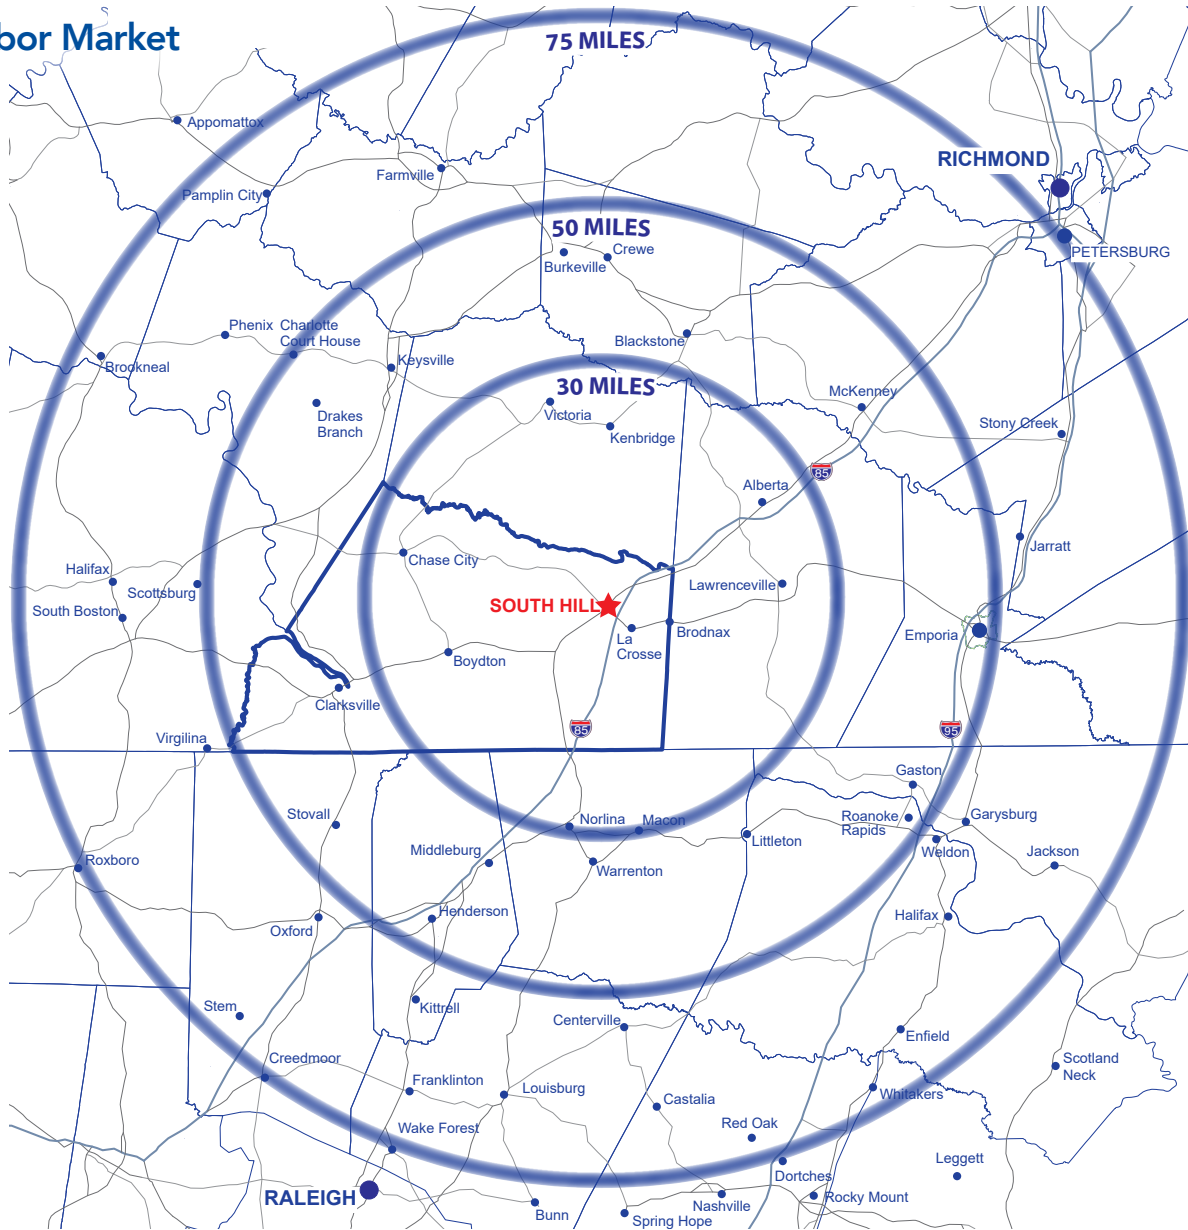 bor Market
75 MILES
Appomattox
RICHMOND
Farmville
Pamplin City
50 MILES
Crewe
PETERSBURG
Burkeville
Phenix
Charlotte
Court House
Blackstone
Keysville
Brookneal
30 MILES
McKenney
Drakes
Branch
Victoria
Kenbridge
Stony Creek
85
Alberta
Chase City
Jarratt
Halifax
Scottsburg
Lawrenceville
SOUTH HILL
South Boston
La
Crosse
Brodnax
Emporia
Boydton
Clarksville
85
95
Virgilina
Gaston
Stovall
Norlina
Macon
Roanoke
Rapids
Garysburg
Littleton
Middleburg
Weldon
Jackson
Roxboro
Warrenton
Henderson
Halifax
Oxford
Stem
Kittrell
Centerville
Enfield
Creedmoor
Scotland
Neck
Franklinton
Louisburg
Whitakers
Castalia
Red Oak
Wake Forest
Leggett
Dortches
RALEIGH
Rocky Mount
Nashville
Bunn
Spring Hope